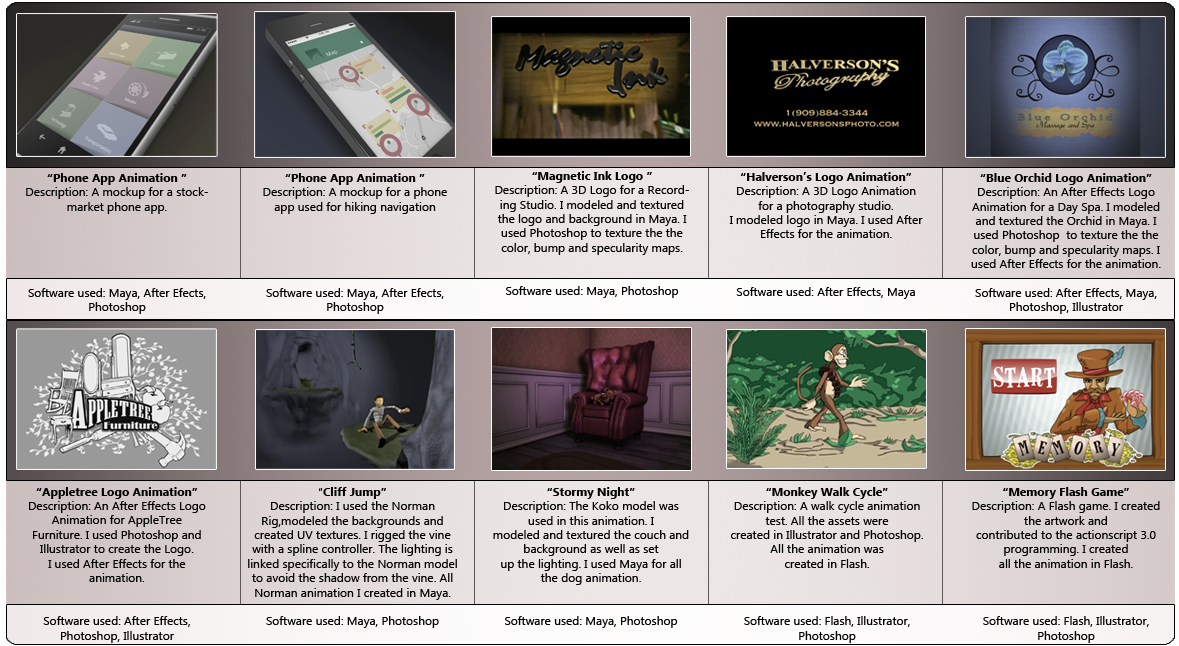 Map
Magnetic
Ink
HALVERSON'S
Photography
1(909)884-3344
WWW.HALVERSONSPHOTO.COM
Blue Orchid
Massage and Spa
“Phone App Animation ”
Description: A mockup for a stock-
market phone app.
“Phone App Animation ”
Description: A mockup for a phone
app used for hiking navigation
“Magnetic Ink Logo ”
Description: A 3D Logo for a Record-
ing Studio. I modeled and textured
the logo and background in Maya. I
used Photoshop to texture the the
color, bump and specularity maps.
“Halverson’s Logo Animation”
Description: A 3D Logo Animation
for a photography studio.
I modeled logo in Maya. I used After
Effects for the animation.
“Blue Orchid Logo Animation”
Description: An After Effects Logo
Animation for a Day Spa. I modeled
and textured the Orchid in Maya. I
used Photoshop  to texture the the
color, bump and specularity maps. I
used After Effects for the animation.
Software used: Maya, After Efects,
Photoshop
Software used: Maya, After Efects,
Photoshop
Software used: Maya, Photoshop
Software used: After Effects, Maya
Software used: After Effects, Maya,
Photoshop, Illustrator
APPLETREE
Furniture
START
MEMORY
“Appletree Logo Animation”
Description: An After Effects Logo
Animation for AppleTree
Furniture. I used Photoshop and
Illustrator to create the Logo.
I used After Effects for the
animation.
“Cliff Jump”
Description: I used the Norman
Rig,modeled the backgrounds and
created UV textures. I rigged the vine
with a spline controller. The lighting is
linked specifically to the Norman model
to avoid the shadow from the vine. All
Norman animation I created in Maya.
“Stormy Night”
Description: The Koko model was
used in this animation. I
modeled and textured the couch and
background as well as set
up the lighting. I used Maya for all
the dog animation.
“Monkey Walk Cycle”
Description: A walk cycle animation
test. All the assets were
created in Illustrator and Photoshop.
All the animation was
created in Flash.
“Memory Flash Game”
Description: A Flash game. I created
the artwork and
contributed to the actionscript 3.0
programming. I created
all the animation in Flash.
Software used: After Effects,
Photoshop, Illustrator
Software used: Maya, Photoshop
Software used: Maya, Photoshop
Software used: Flash, Illustrator,
Photoshop
Software used: Flash, Illustrator,
Photoshop